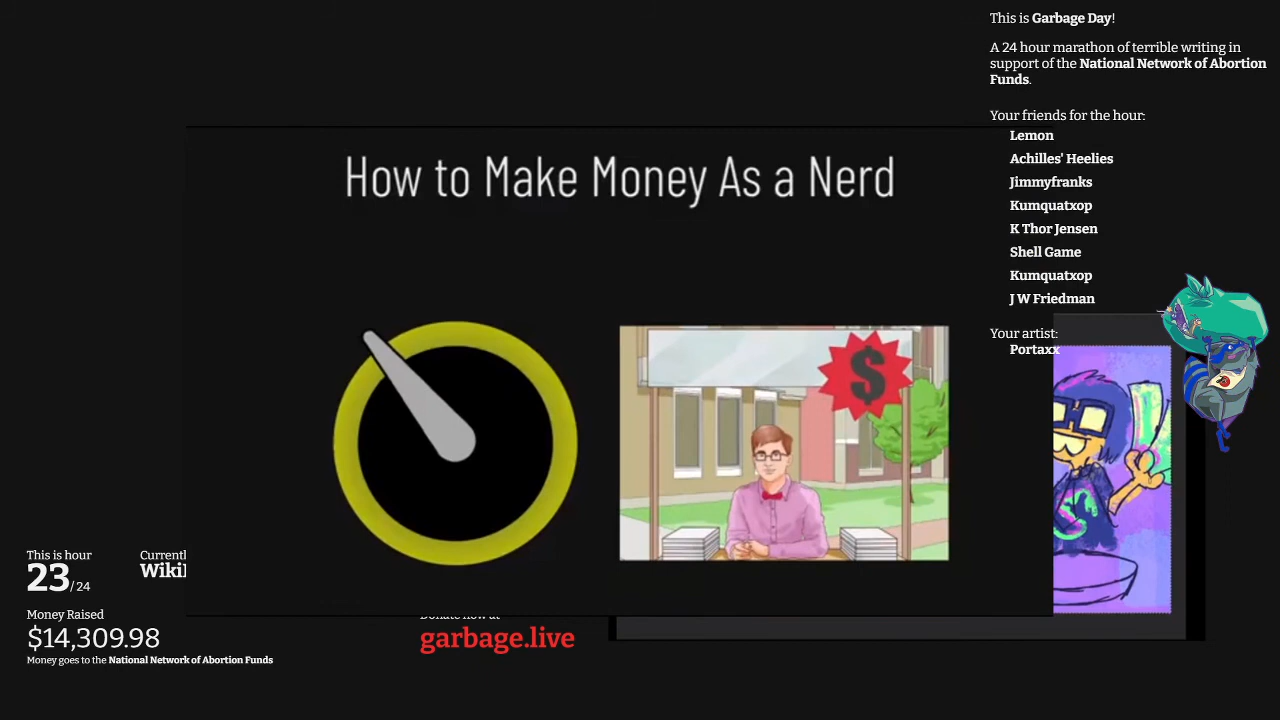 This is Garbage Day!
A 24 hour marathon of terrible writing in
support of the National Network of Abortion
Funds.
Your friends for the hour:
Lemon
Achilles' Heelies
Jimmyfranks
Kumquatxop
K Thor Jensen
Shell Game
Kumquatxop
J W Friedman
Your artist:
Portaxx
How to Make Money As a Nerd
$
This is hour
23/24
Money Raised
$14,309.98
Money goes to the National Network of Abortion Funds
Donate now at
garbage.live